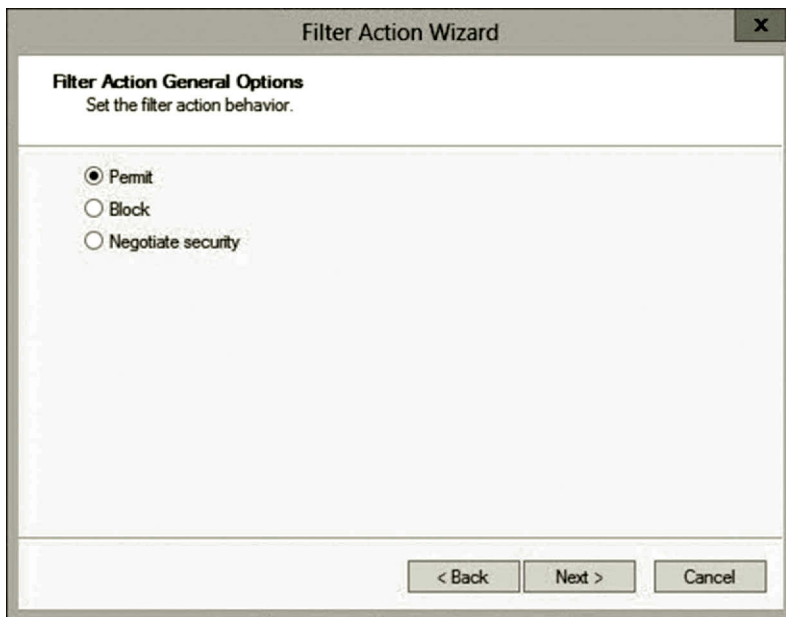 Filter Action Wizard
x
Filter Action General Options
Set the filter action behavior.
Permit
Block
Negotiate security
< Back
Next >
Cancel